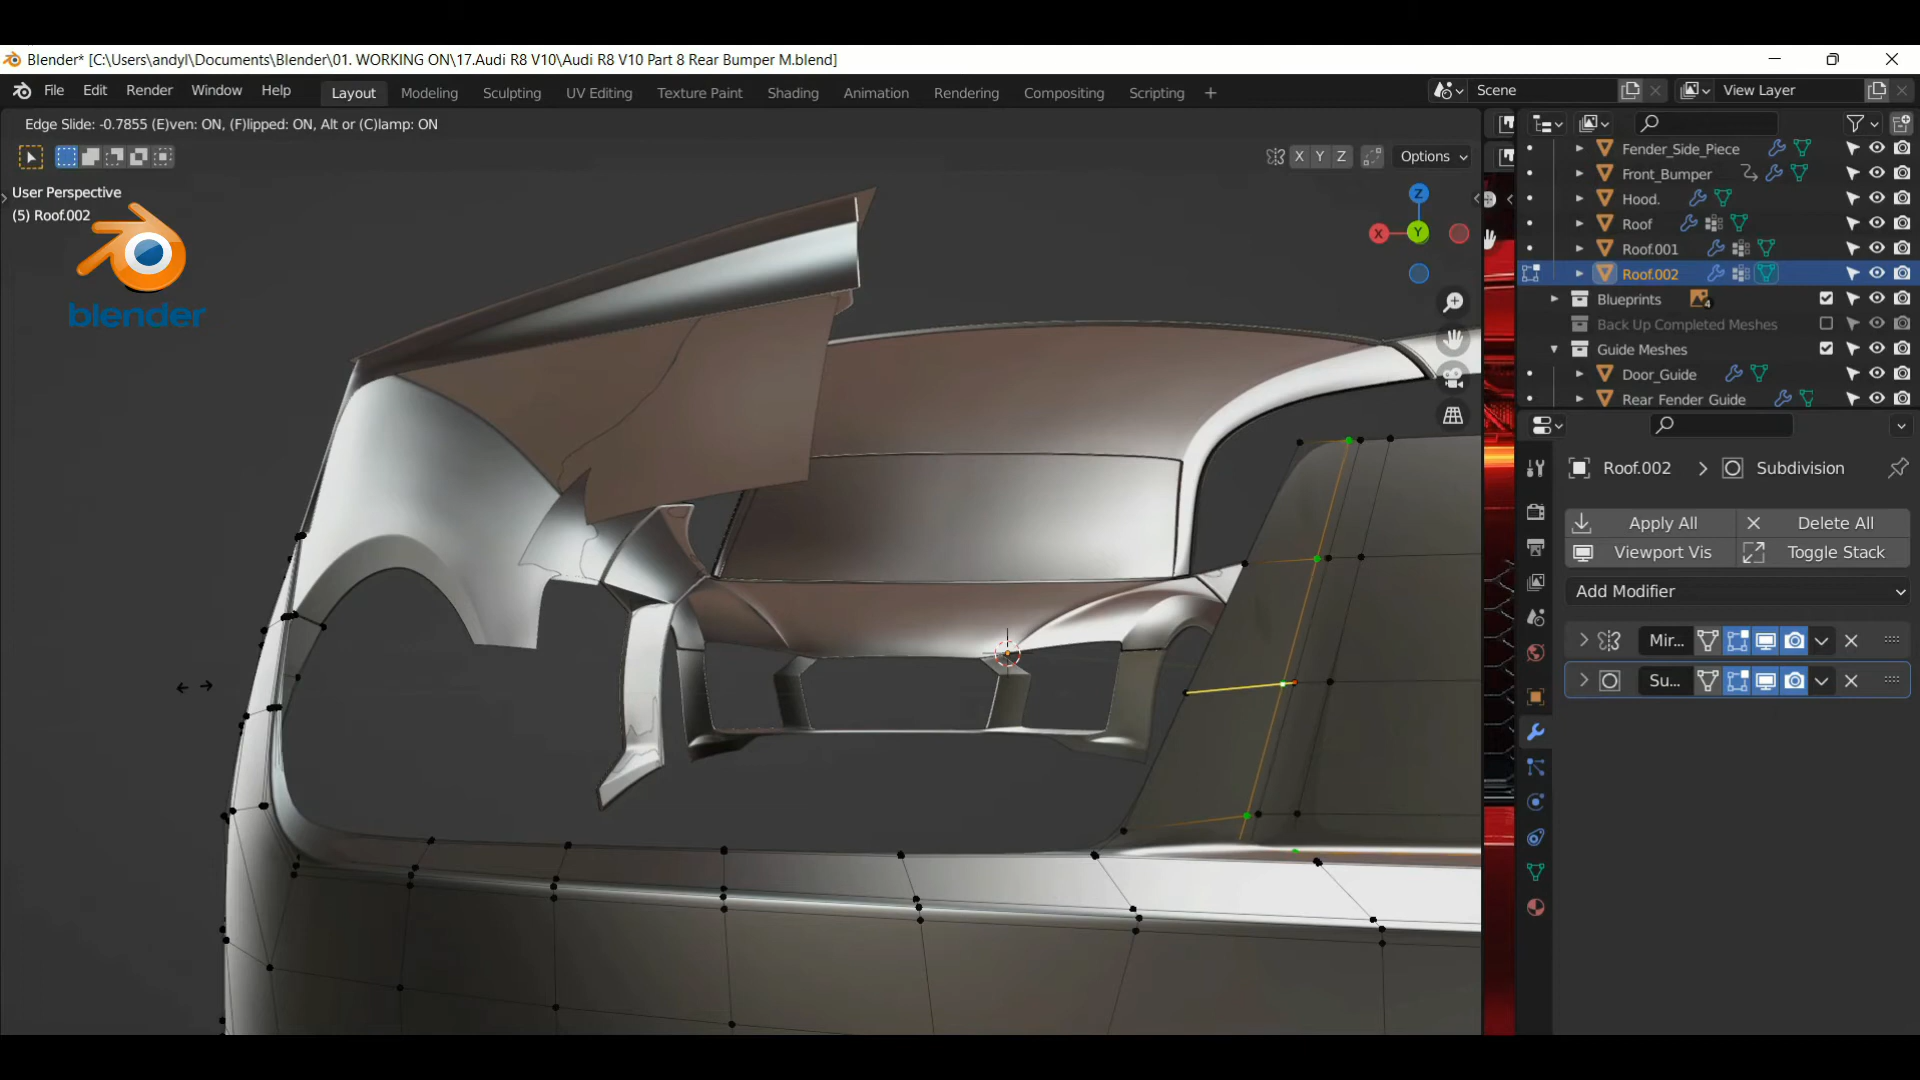 Blender* [C:\Users\andyl\Documents\Blender\01. WORKING ON\17.Audi R8 V10\Audi R8 V10 Part 8 Rear Bumper M.blend]
File Edit Render Window Help Layout Modeling Sculpting UV Editing Texture Paint Shading Animation Rendering Compositing Scripting + Scene View Layer
Edge Slide: -0.7855 (E)ven: ON, (F)lipped: ON, Alt or (C)lamp: ON
X Y Z Options
User Perspective
(5) Roof.002
blender
Z
X Y
Fender_Side_Piece
Front_Bumper
Hood.
Roof
Roof.001
Roof.002
Blueprints 4
Back Up Completed Meshes
Guide Meshes
Door_Guide
Rear Fender Guide
Roof.002 > Subdivision
Apply All Delete All
Viewport Vis Toggle Stack
Add Modifier
Mir...
Su...